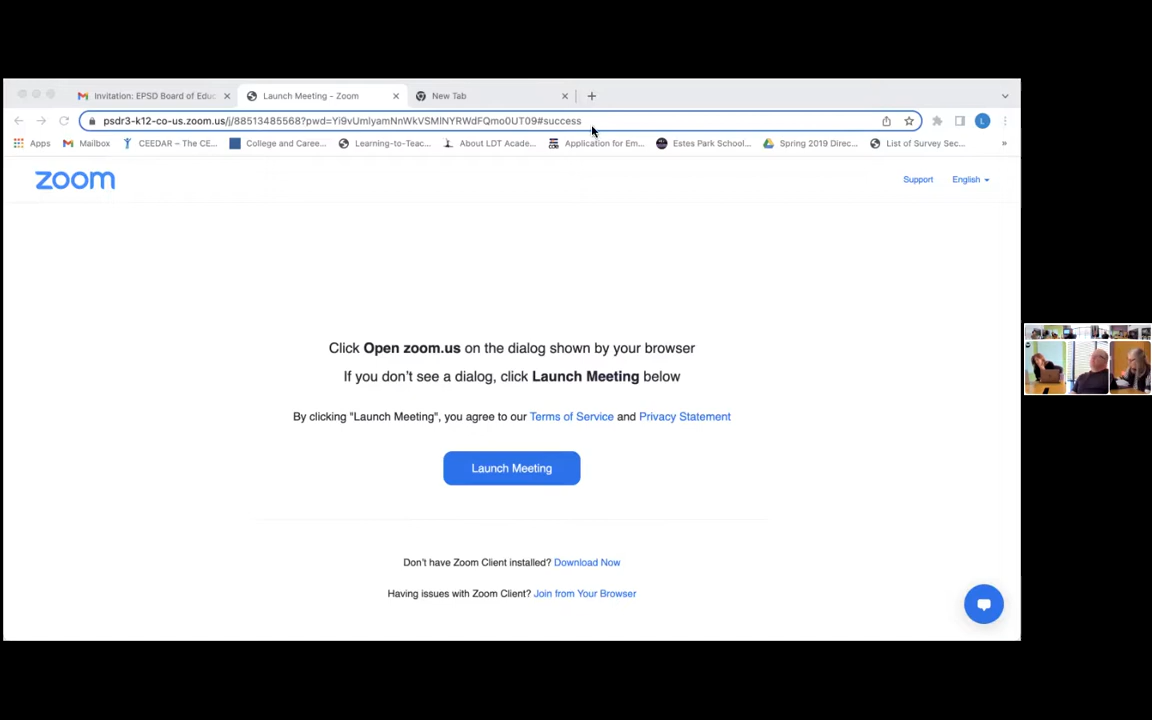 Invitation: EPSD Board of Educ
Launch Meeting - Zoom
New Tab
psdr3-k12-co-us.zoom.us/j/88513485568?pwd=Yi9vUmlyamNnWkVSMlNYRWdFQmo0UT09#success
L
Apps
Mailbox
CEEDAR – The CE...
College and Caree...
Learning-to-Teac...
About LDT Acade...
Application for Em...
Estes Park School...
Spring 2019 Direc...
List of Survey Sec...
zoom
Support
English
Click Open zoom.us on the dialog shown by your browser
If you don't see a dialog, click Launch Meeting below
By clicking "Launch Meeting", you agree to our Terms of Service and Privacy Statement
Launch Meeting
Don't have Zoom Client installed? Download Now
Having issues with Zoom Client? Join from Your Browser